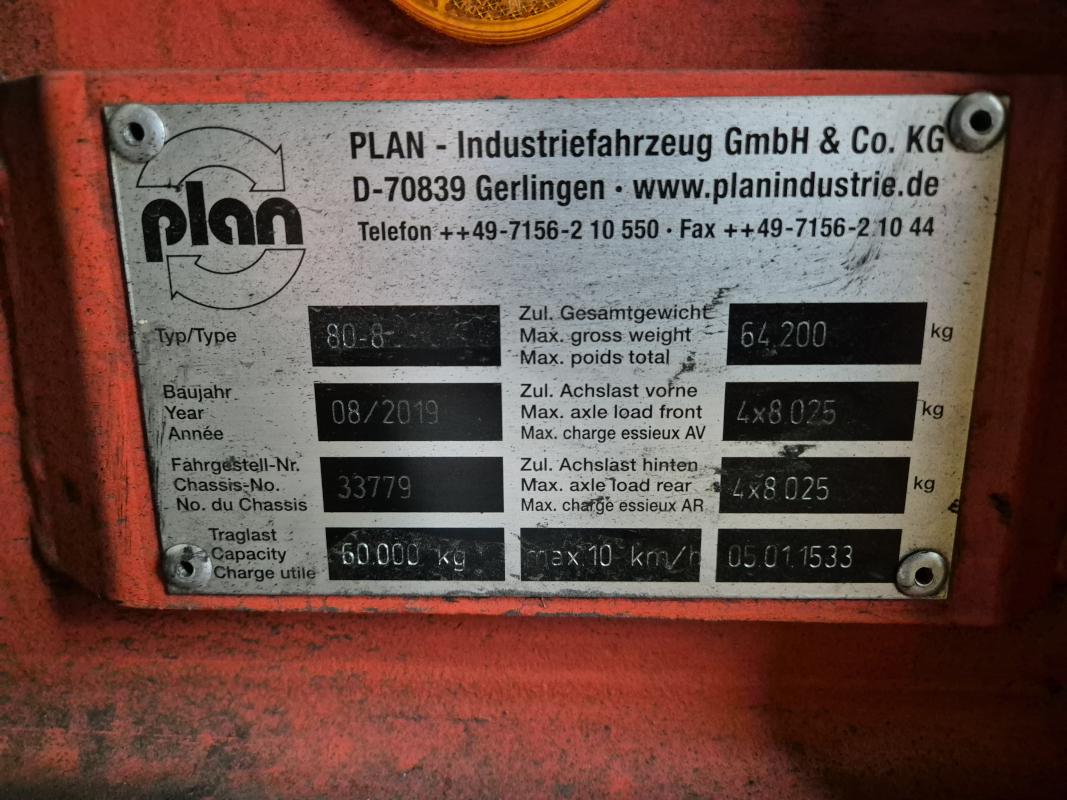 plan
PLAN - Industriefahrzeug GmbH & Co. KG
D-70839 Gerlingen · www.planindustrie.de
Telefon ++49-7156-2 10 550 · Fax ++49-7156-2 10 44
Typ/Type 80-8
Zul. Gesamtgewicht
Max. gross weight 64.200 kg
Max. poids total
Baujahr
Year 08/2019
Année
Zul. Achslast vorne
Max. axle load front 4x8.025 kg
Max. charge essieux AV
Fahrgestell-Nr.
Chassis-No. 33779
No. du Chassis
Zul. Achslast hinten
Max. axle load rear 4x8.025 kg
Max. charge essieux AR
Traglast
Capacity 60.000 kg max 10 km/h 05.01.1533
Charge utile